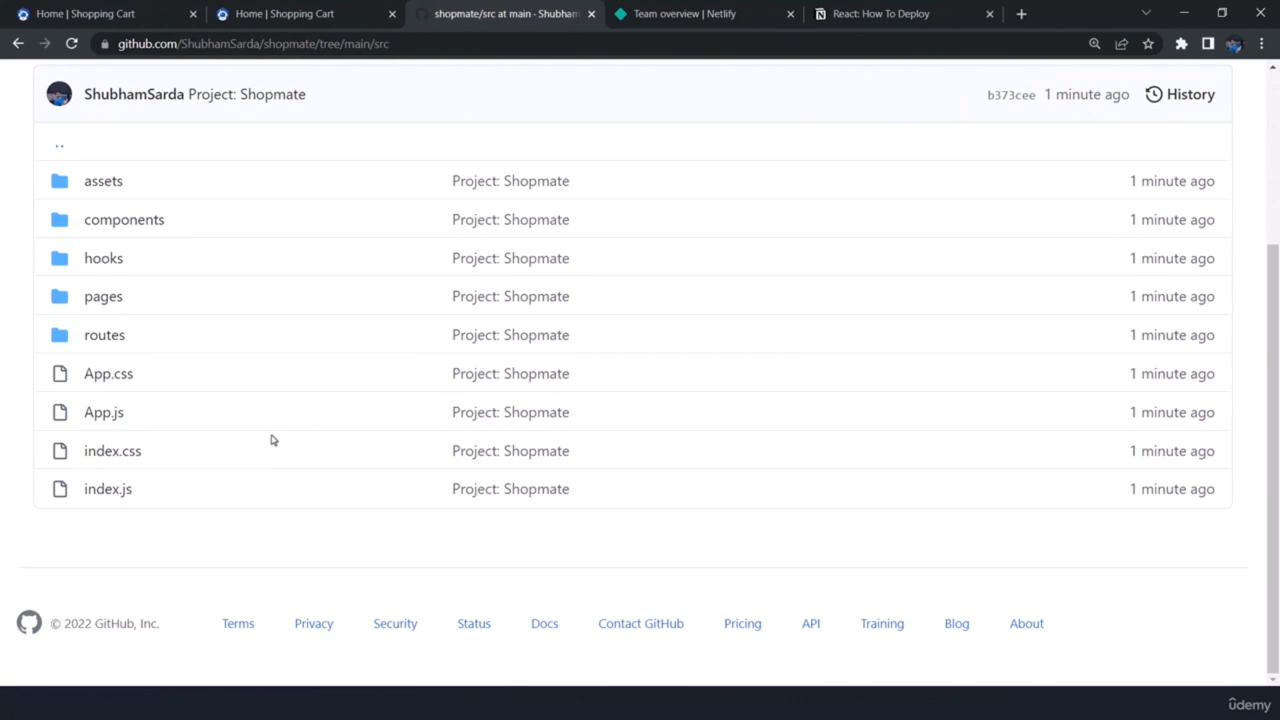 Home | Shopping Cart
Home | Shopping Cart
shopmate/src at main · Shubham
Team overview | Netlify
React: How To Deploy
github.com/ShubhamSarda/shopmate/tree/main/src
ShubhamSarda Project: Shopmate b373cee 1 minute ago History
..
assets Project: Shopmate 1 minute ago
components Project: Shopmate 1 minute ago
hooks Project: Shopmate 1 minute ago
pages Project: Shopmate 1 minute ago
routes Project: Shopmate 1 minute ago
App.css Project: Shopmate 1 minute ago
App.js Project: Shopmate 1 minute ago
index.css Project: Shopmate 1 minute ago
index.js Project: Shopmate 1 minute ago
© 2022 GitHub, Inc. Terms Privacy Security Status Docs Contact GitHub Pricing API Training Blog About
ûdemy